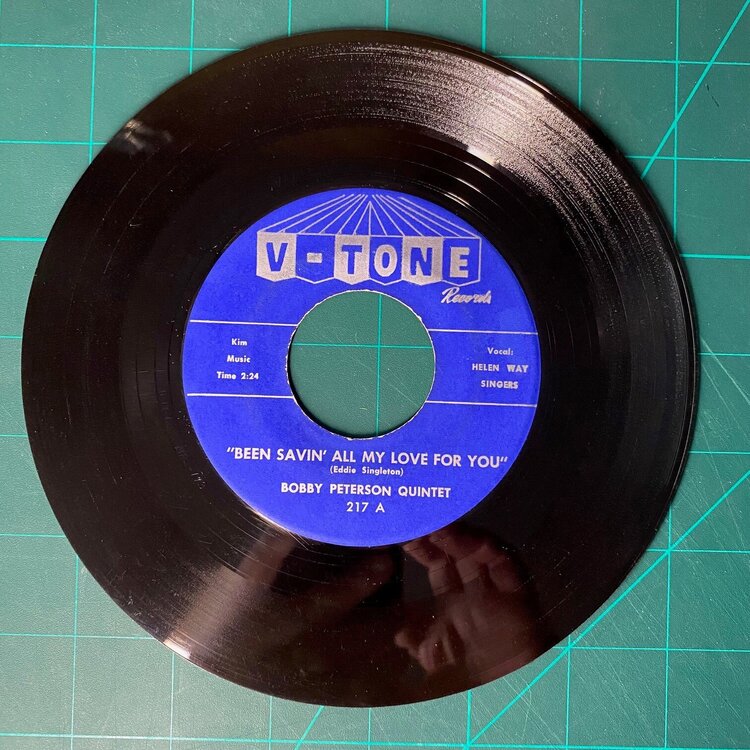 V-TONE
Records
Kim
Music
Time 2:24
Vocal:
HELEN WAY
SINGERS
"BEEN SAVIN' ALL MY LOVE FOR YOU"
(Eddie Singleton)
BOBBY PETERSON QUINTET
217 A